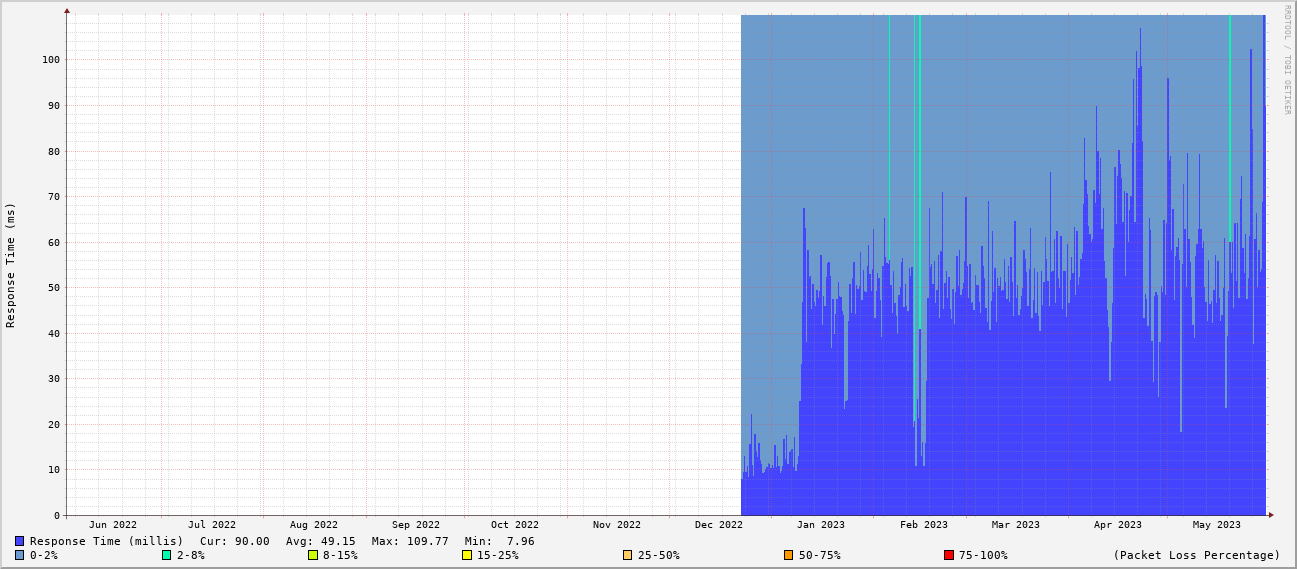 RRDTOOL / TOBI OETIKER
Response Time (ms)
100
90
80
70
60
50
40
30
20
10
0
Jun 2022 Jul 2022 Aug 2022 Sep 2022 Oct 2022 Nov 2022 Dec 2022 Jan 2023 Feb 2023 Mar 2023 Apr 2023 May 2023
Response Time (millis) Cur: 90.00 Avg: 49.15 Max: 109.77 Min: 7.96
0-2% 2-8% 8-15% 15-25% 25-50% 50-75% 75-100% (Packet Loss Percentage)